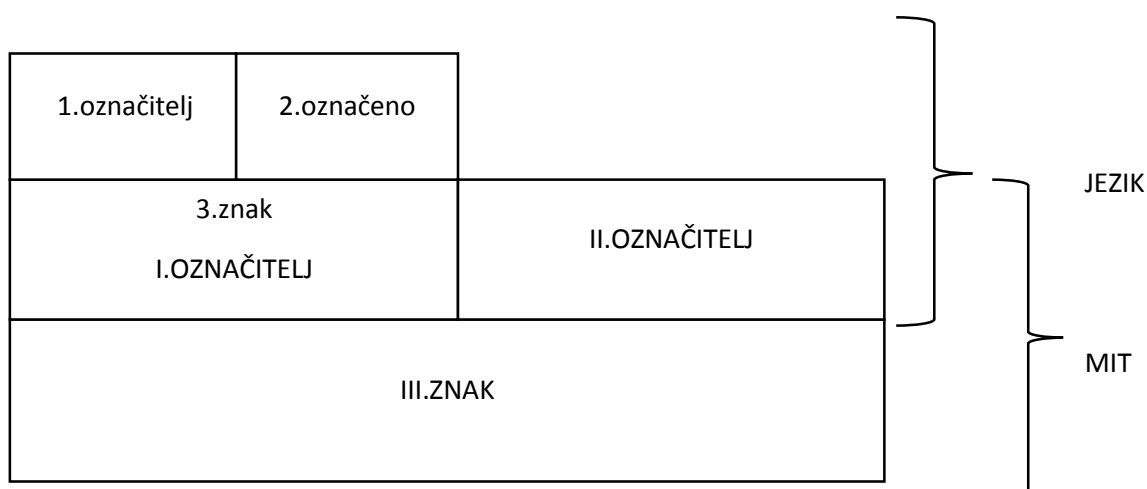 1.označitelj
2.označeno
3.znak
I.OZNAČITELJ
II.OZNAČITELJ
JEZIK
III.ZNAK
MIT